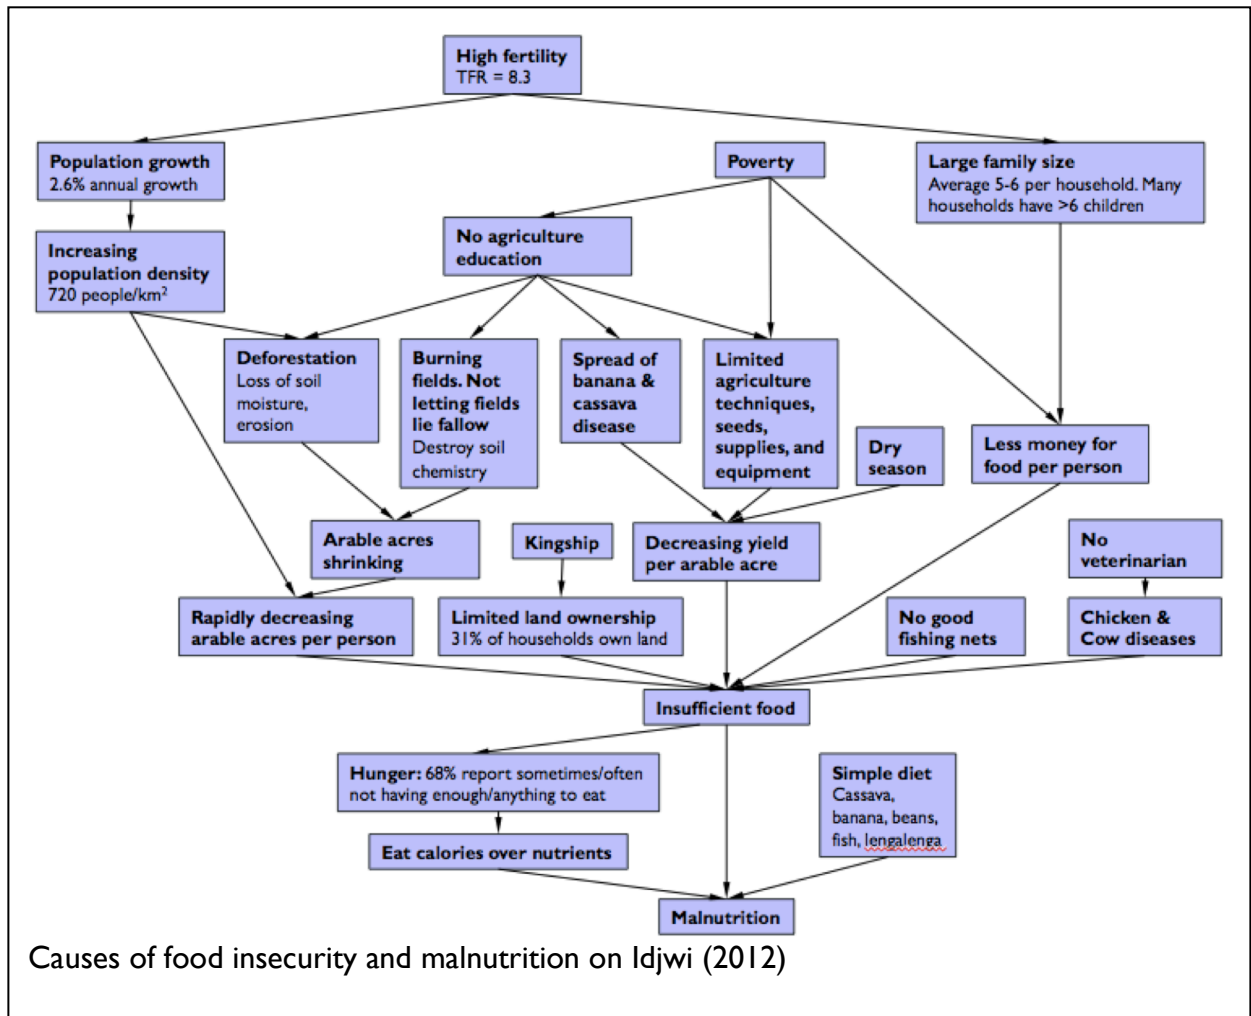 High fertility
TFR = 8.3
Population growth
2.6% annual growth
Poverty
Large family size
Average 5-6 per household. Many
households have >6 children
Increasing
population density
720 people/km²
No agriculture
education
Deforestation
Loss of soil
moisture,
erosion
Burning
fields. Not
letting fields
lie fallow
Destroy soil
chemistry
Spread of
banana &
cassava
disease
Limited
agriculture
techniques,
seeds,
supplies, and
equipment
Dry
season
Less money for
food per person
Arable acres
shrinking
Kingship
Decreasing yield
per arable acre
No
veterinarian
Rapidly decreasing
arable acres per person
Limited land ownership
31% of households own land
No good
fishing nets
Chicken &
Cow diseases
Insufficient food
Hunger: 68% report sometimes/often
not having enough/anything to eat
Simple diet
Cassava,
banana, beans,
fish, lengalenga
Eat calories over nutrients
Malnutrition
Causes of food insecurity and malnutrition on Idjwi (2012)